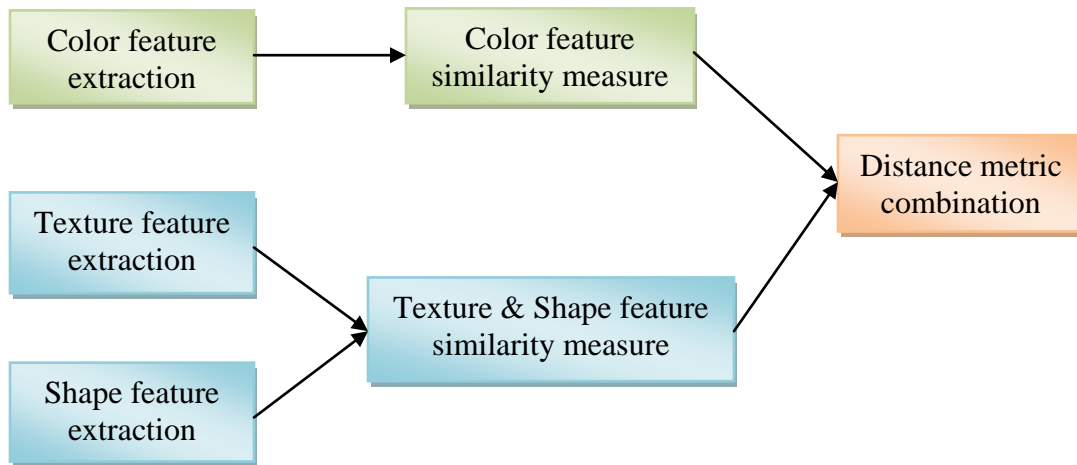 Color feature
extraction
Color feature
similarity measure
Distance metric
combination
Texture feature
extraction
Texture & Shape feature
similarity measure
Shape feature
extraction